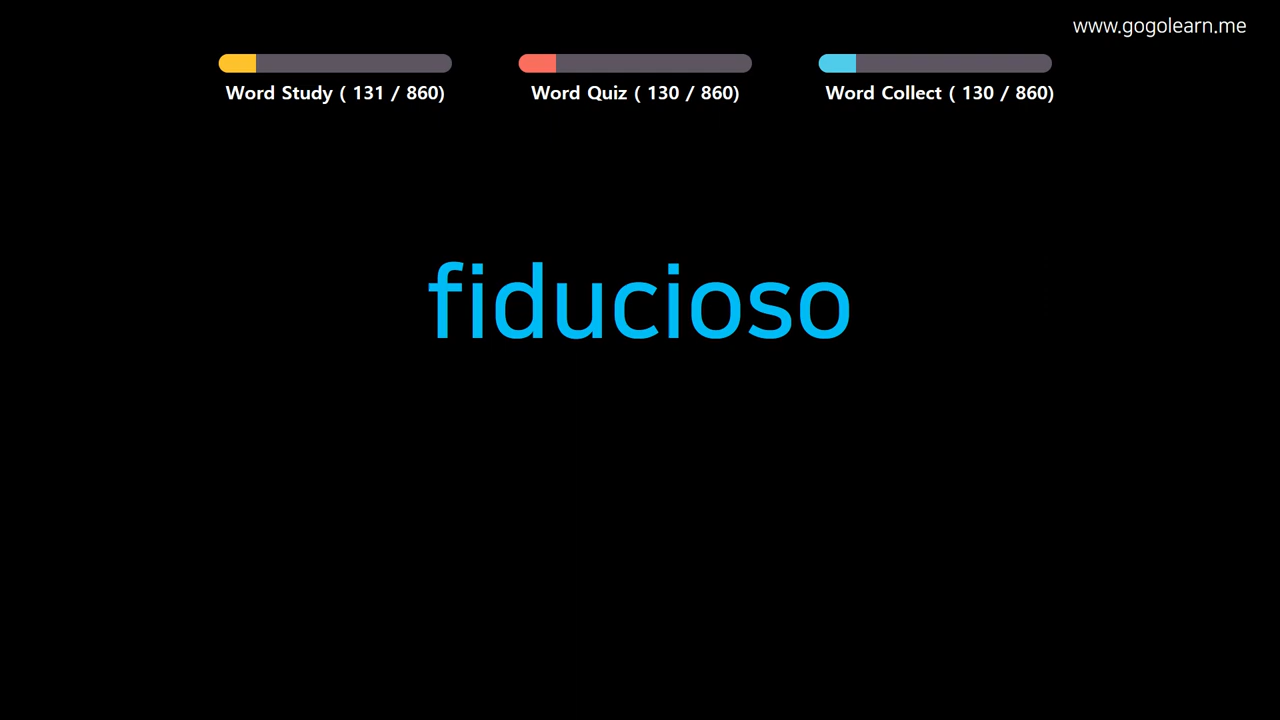 www.gogolearn.me
Word Study ( 131 / 860)
Word Quiz ( 130 / 860)
Word Collect ( 130 / 860)
fiducioso